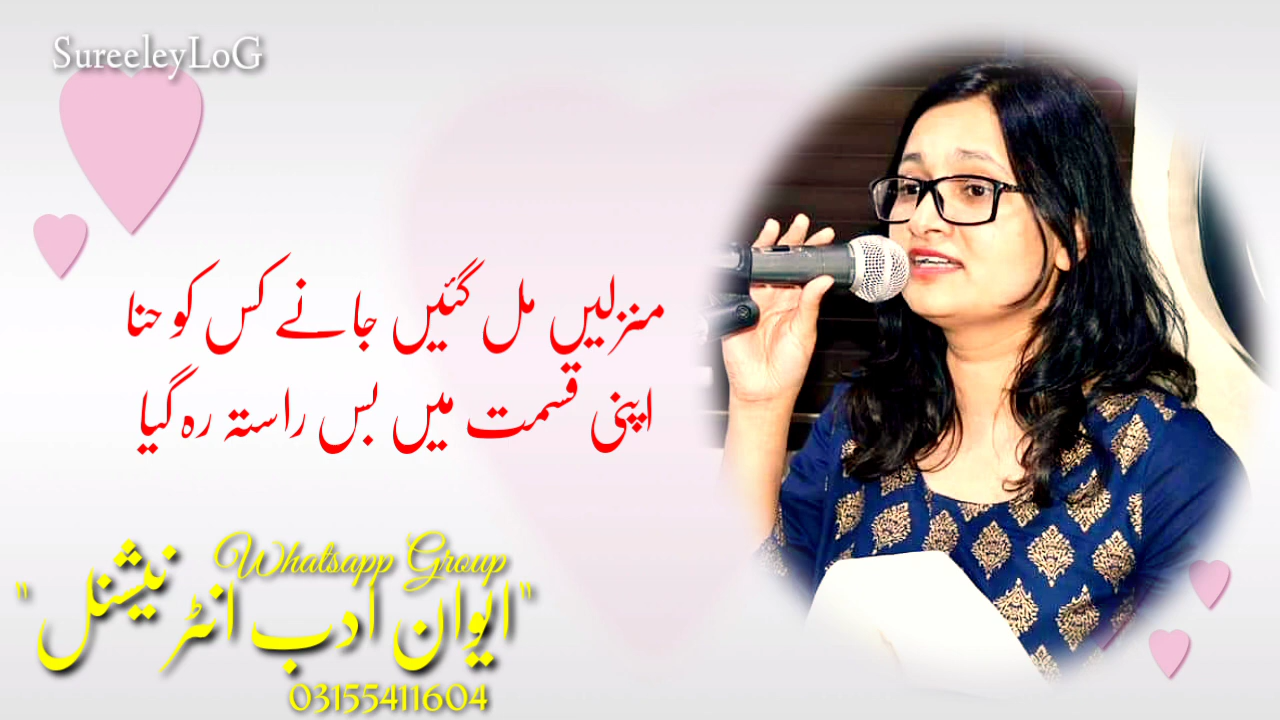 SureeleyLoG
منزلیں مل گئیں جانے کس کو حنا
اپنی قسمت میں بس راستہ رہ گیا
Whatsapp Group
"ایوان ادب انٹرنیشنل"
03155411604